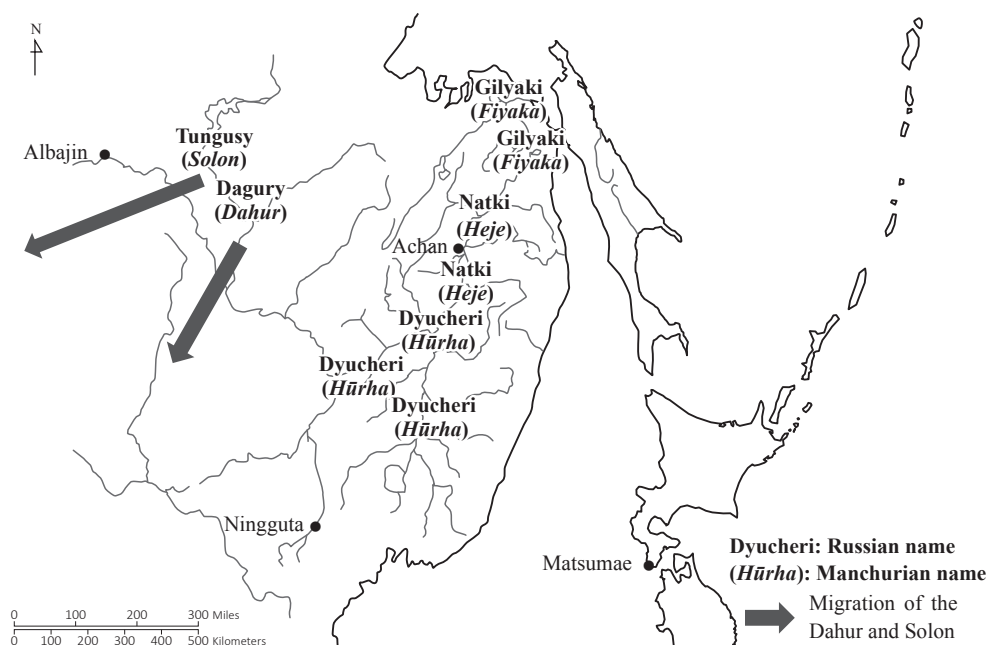 N
Gilyaki
(Fiyaka)
Gilyaki
(Fiyaka)
Tungusy
(Solon)
Albajin
Dagury
(Dahur)
Natki
(Heje)
Achan
Natki
(Heje)
Dyucheri
(Hūrha)
Dyucheri
(Hūrha)
Dyucheri
(Hūrha)
Ningguta
Matsumae
Dyucheri: Russian name
(Hūrha): Manchurian name
Migration of the
Dahur and Solon
0 100 200 300 Miles
0 100 200 300 400 500 Kilometers